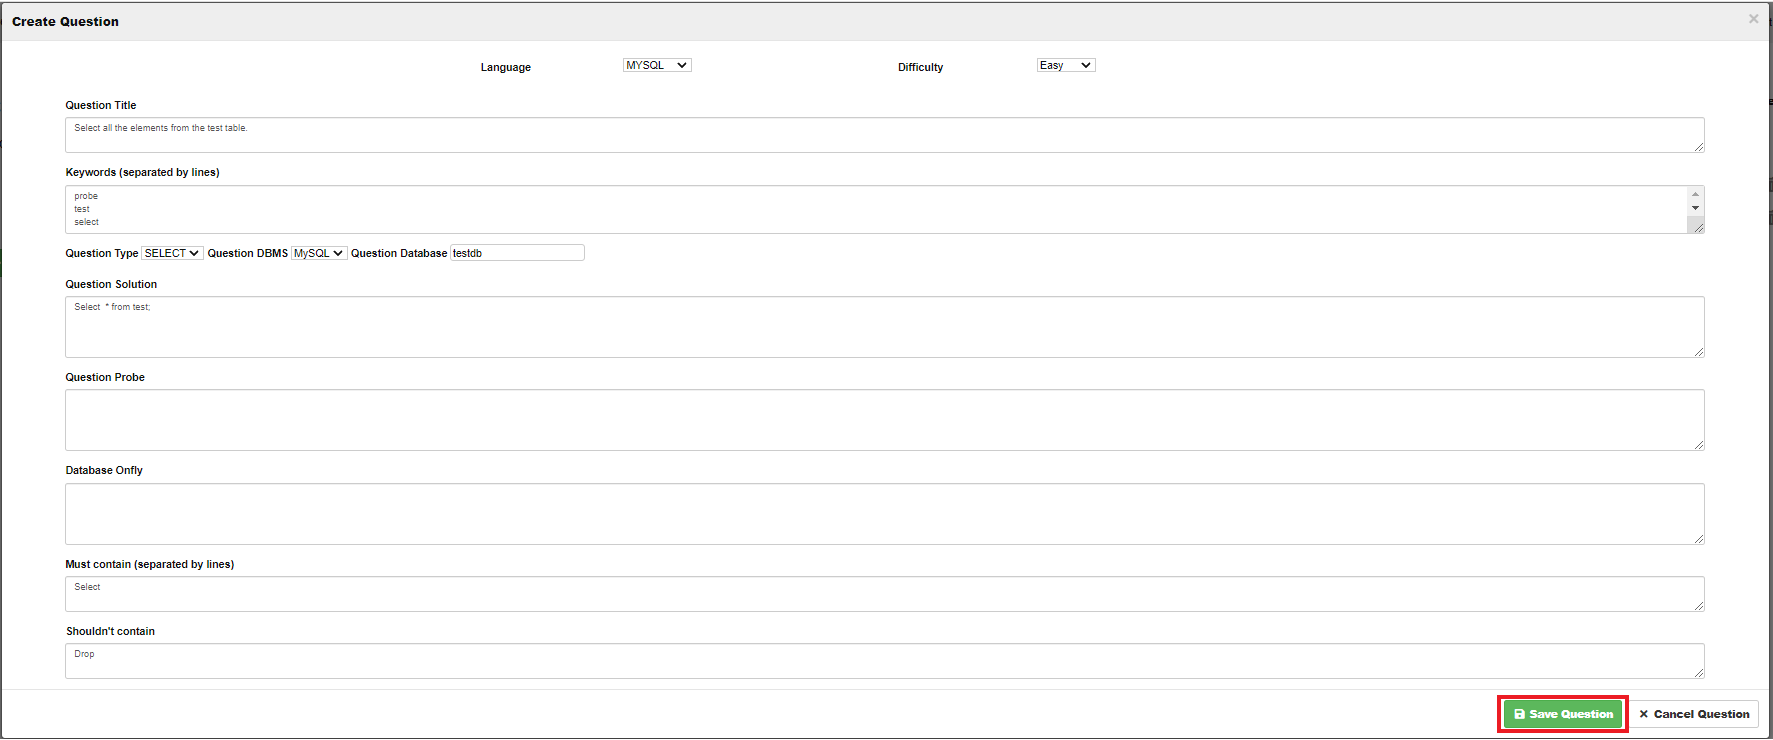 Create Question
×
Language MYSQL Difficulty Easy
Question Title
Select all the elements from the test table.
Keywords (separated by lines)
probe
test
select
Question Type SELECT Question DBMS MySQL Question Database testdb
Question Solution
Select * from test;
Question Probe
Database Onfly
Must contain (separated by lines)
Select
Shouldn't contain
Drop
Save Question × Cancel Question